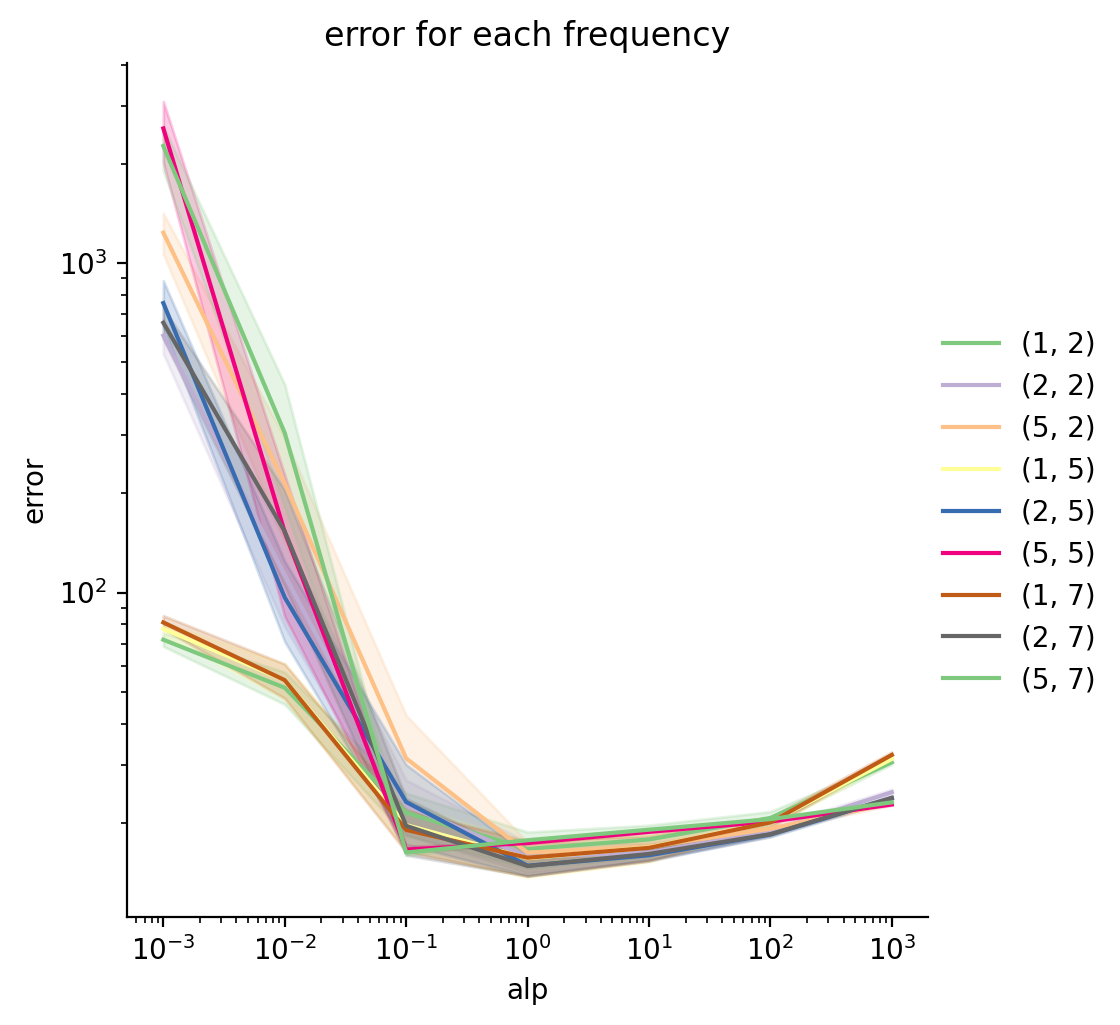 error for each frequency
error
10³
10²
(1, 2)
(2, 2)
(5, 2)
(1, 5)
(2, 5)
(5, 5)
(1, 7)
(2, 7)
(5, 7)
10⁻³ 10⁻² 10⁻¹ 10⁰ 10¹ 10² 10³
alp